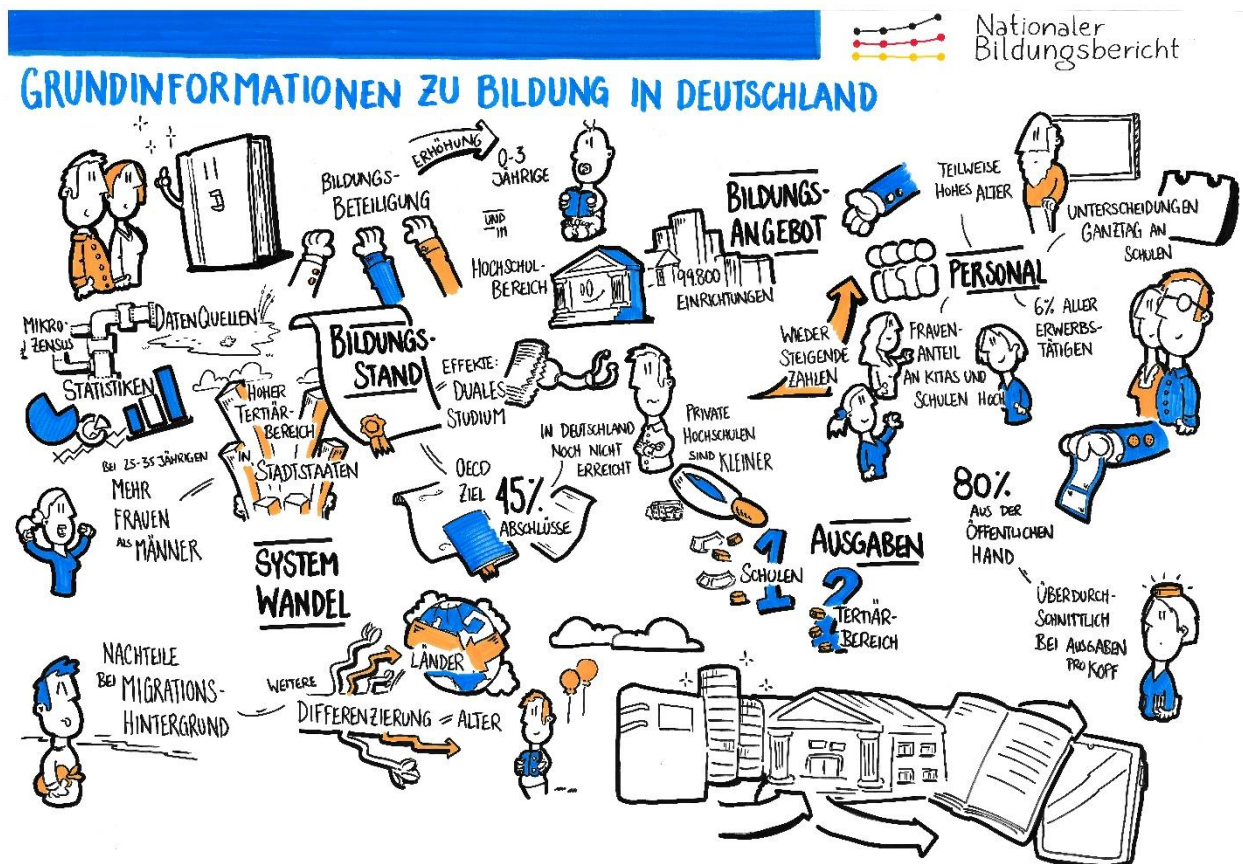 Nationaler
Bildungsbericht
GRUNDINFORMATIONEN ZU BILDUNG IN DEUTSCHLAND
BILDUNGS-
BETEILIGUNG
ERHÖHUNG
0-3
JÄHRIGE
UND
IM
HOCHSCHUL-
BEREICH
BILDUNGS-
ANGEBOT
99.800
EINRICHTUNGEN
TEILWEISE
HOHES ALTER
UNTERSCHEIDUNGEN
GANZTAG AN
SCHULEN
PERSONAL
6% ALLER
ERWERBS-
TÄTIGEN
FRAUEN-
ANTEIL
AN KITAS UND
SCHULEN HOCH
WIEDER
STEIGENDE
ZAHLEN
MIKRO-
ZENSUS
DATENQUELLEN
STATISTIKEN
BILDUNGS-
STAND
EFFEKTE:
DUALES
STUDIUM
HOHER
TERTIÄR-
BEREICH
IN
STADTSTAATEN
BEI 25-35 JÄHRIGEN
MEHR
FRAUEN
ALS MÄNNER
OECD
ZIEL
45%
ABSCHLÜSSE
IN DEUTSCHLAND
NOCH NICHT
ERREICHT
PRIVATE
HOCHSCHULEN
SIND KLEINER
AUSGABEN
1
SCHULEN
2
TERTIÄR-
BEREICH
80%
AUS DER
ÖFFENTLICHEN
HAND
ÜBERDURCH-
SCHNITTLICH
BEI AUSGABEN
PRO KOPF
SYSTEM
WANDEL
NACHTEILE
BEI MIGRATIONS-
HINTERGRUND
WEITERE
DIFFERENZIERUNG = ALTER
LÄNDER
18